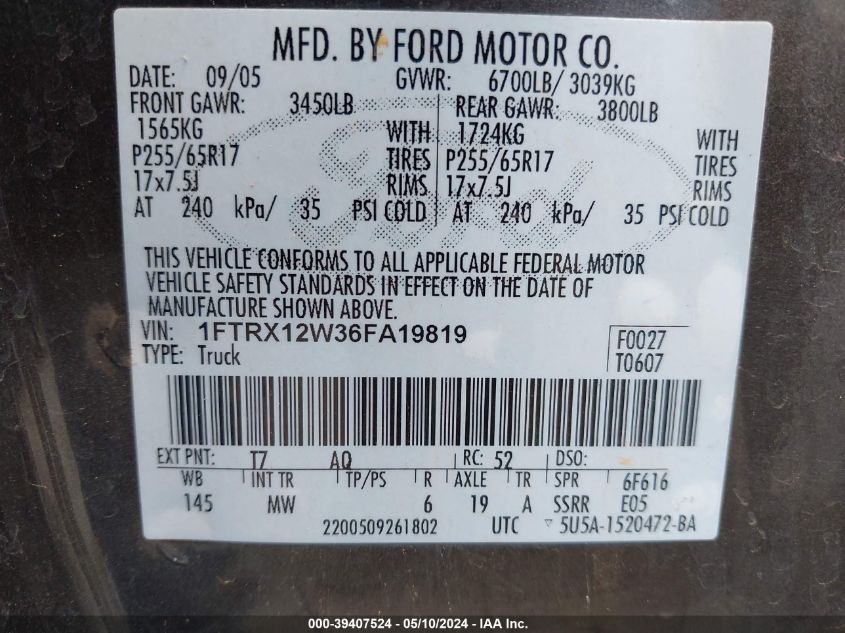 MFD. BY FORD MOTOR CO.
DATE: 09/05 GVWR: 6700LB/ 3039KG
FRONT GAWR: 3450LB REAR GAWR: 3800LB
1565KG WITH 1724KG WITH
P255/65R17 TIRES P255/65R17 TIRES
17x7.5J RIMS 17x7.5J RIMS
AT 240 kPa/ 35 PSI COLD AT 240 kPa/ 35 PSI COLD
THIS VEHICLE CONFORMS TO ALL APPLICABLE FEDERAL MOTOR
VEHICLE SAFETY STANDARDS IN EFFECT ON THE DATE OF
MANUFACTURE SHOWN ABOVE.
VIN: 1FTRX12W36FA19819 F0027
TYPE: Truck T0607
EXT PNT: T7 AQ RC: 52 DSO:
WB INT TR TP/PS R AXLE TR SPR 6F616
145 MW 6 19 A SSRR E05
2200509261802 UTC 5U5A-1520472-BA
000-39407524 — 05/10/2024 — IAA Inc.